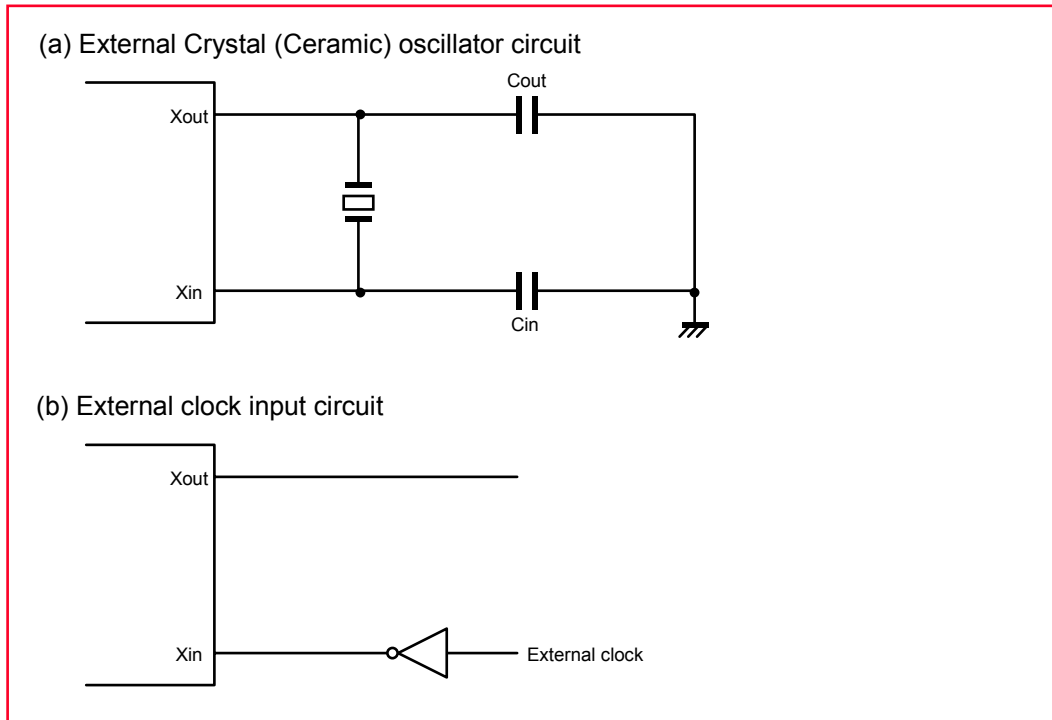 (a) External Crystal (Ceramic) oscillator circuit
Cout
Xout
Xin
Cin
(b) External clock input circuit
Xout
Xin
External clock